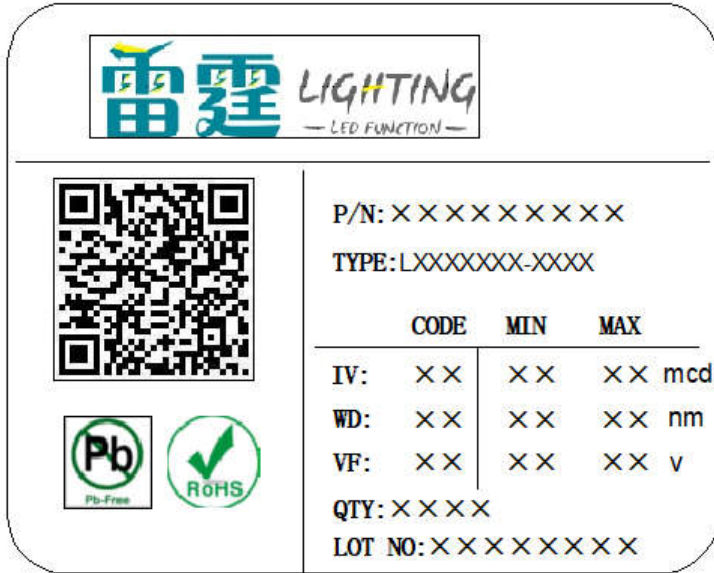 雷霆 LIGHTING
— LED FUNCTION —
P/N:×××××××××
TYPE:LXXXXXXX-XXXX
CODE MIN MAX
IV: ×× ×× ×× mcd
WD: ×× ×× ×× nm
VF: ×× ×× ×× v
QTY:××××
LOT NO:××××××××
Pb
Pb-Free
RoHS